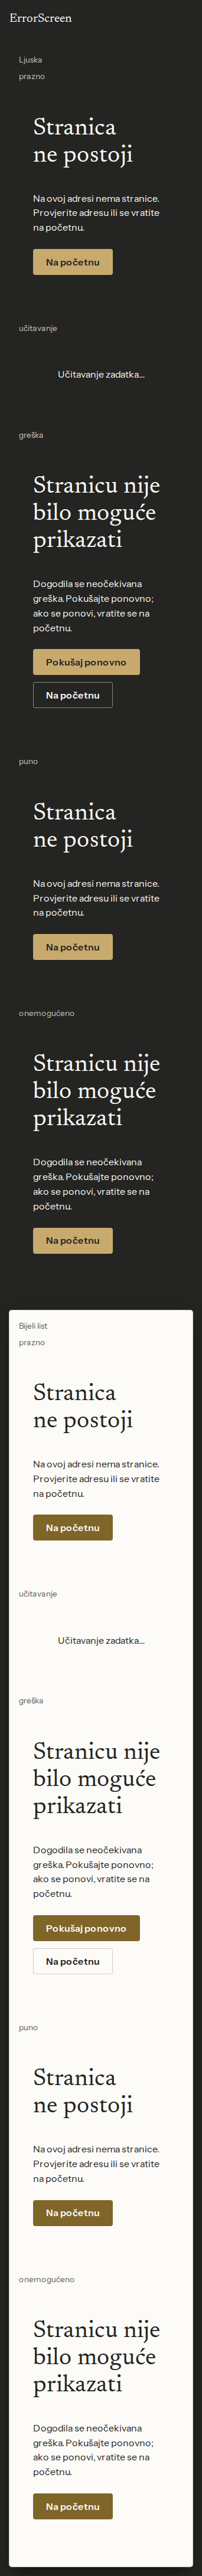 ErrorScreen
Ljuska
prazno
Stranica
ne postoji
Na ovoj adresi nema stranice.
Provjerite adresu ili se vratite
na početnu.
Na početnu
učitavanje
Učitavanje zadatka…
greška
Stranicu nije
bilo moguće
prikazati
Dogodila se neočekivana
greška. Pokušajte ponovno;
ako se ponovi, vratite se na
početnu.
Pokušaj ponovno
Na početnu
puno
Stranica
ne postoji
Na ovoj adresi nema stranice.
Provjerite adresu ili se vratite
na početnu.
Na početnu
onemogućeno
Stranicu nije
bilo moguće
prikazati
Dogodila se neočekivana
greška. Pokušajte ponovno;
ako se ponovi, vratite se na
početnu.
Na početnu
Bijeli list
prazno
Stranica
ne postoji
Na ovoj adresi nema stranice.
Provjerite adresu ili se vratite
na početnu.
Na početnu
učitavanje
Učitavanje zadatka…
greška
Stranicu nije
bilo moguće
prikazati
Dogodila se neočekivana
greška. Pokušajte ponovno;
ako se ponovi, vratite se na
početnu.
Pokušaj ponovno
Na početnu
puno
Stranica
ne postoji
Na ovoj adresi nema stranice.
Provjerite adresu ili se vratite
na početnu.
Na početnu
onemogućeno
Stranicu nije
bilo moguće
prikazati
Dogodila se neočekivana
greška. Pokušajte ponovno;
ako se ponovi, vratite se na
početnu.
Na početnu